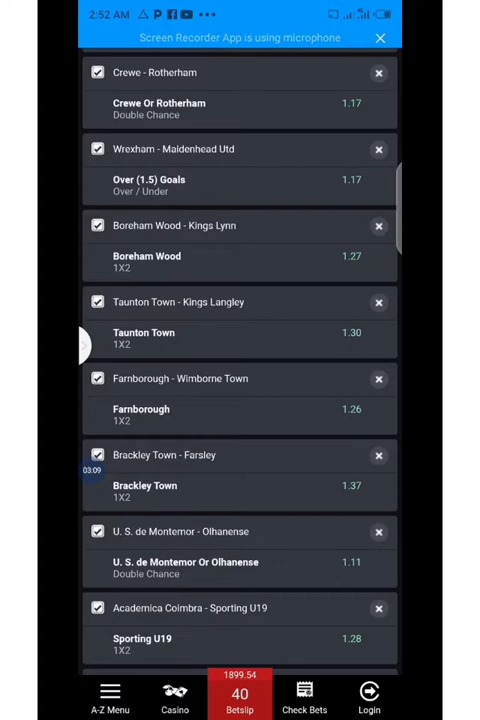 2:52 AM
Screen Recorder App is using microphone
Crewe - Rotherham
Crewe Or Rotherham 1.17
Double Chance
Wrexham - Maidenhead Utd
Over (1.5) Goals 1.17
Over / Under
Boreham Wood - Kings Lynn
Boreham Wood 1.27
1X2
Taunton Town - Kings Langley
Taunton Town 1.30
1X2
Farnborough - Wimborne Town
Farnborough 1.26
1X2
Brackley Town - Farsley
03:09
Brackley Town 1.37
1X2
U. S. de Montemor - Olhanense
U. S. de Montemor Or Olhanense 1.11
Double Chance
Academica Coimbra - Sporting U19
Sporting U19 1.28
1X2
1899.54
40
A-Z Menu Casino Betslip Check Bets Login